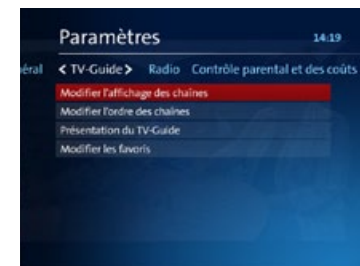 Paramètres
14:19
éral < TV-Guide > Radio Contrôle parental et des coûts
Modifier l'affichage des chaînes
Modifier l'ordre des chaînes
Présentation du TV-Guide
Modifier les favoris